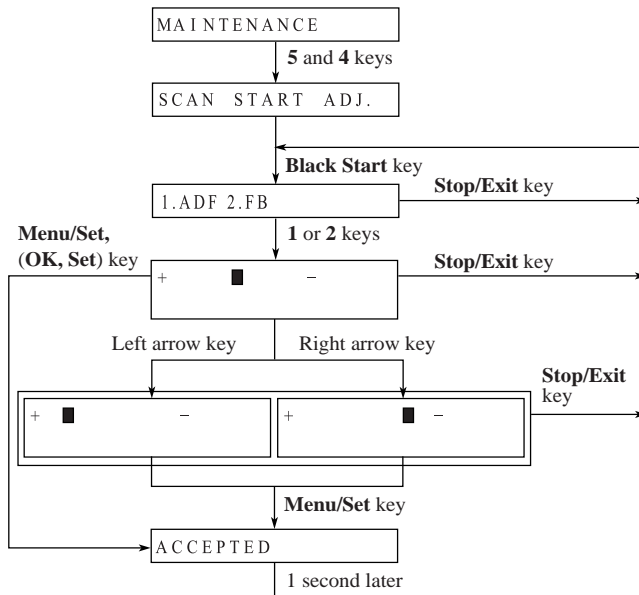 MAINTENANCE
5 and 4 keys
SCAN START ADJ.
Black Start key
1.ADF 2.FB
Stop/Exit key
1 or 2 keys
Menu/Set,
(OK, Set) key
+ ■ −
Stop/Exit key
Left arrow key
Right arrow key
+ ■ −
+ ■ −
Stop/Exit
key
Menu/Set key
ACCEPTED
1 second later